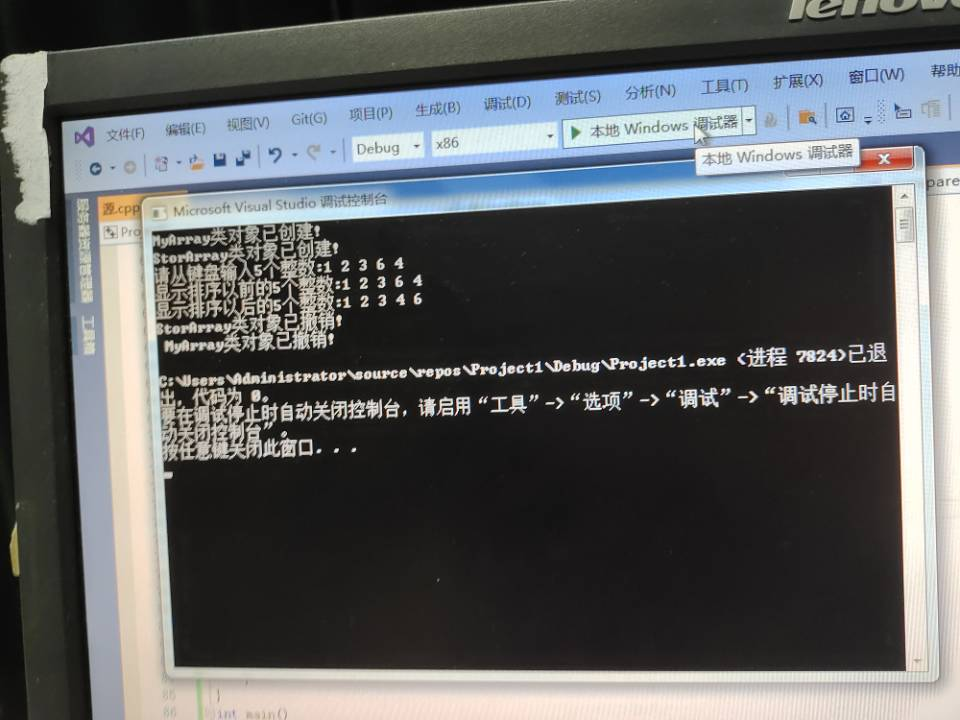 lenovo
文件(F) 编辑(E) 视图(V) Git(G) 项目(P) 生成(B) 调试(D) 测试(S) 分析(N) 工具(T) 扩展(X) 窗口(W) 帮助
Debug x86 本地 Windows 调试器
本地 Windows 调试器
源.cpp
Microsoft Visual Studio 调试控制台
Pro
MyArray类对象已创建!
StorArray类对象已创建!
请从键盘输入5个整数:1 2 3 6 4
显示排序以前的5个整数:1 2 3 6 4
显示排序以后的5个整数:1 2 3 4 6
StorArray类对象已撤销!
MyArray类对象已撤销!
C:\Users\Administrator\source\repos\Project1\Debug\Project1.exe (进程 7824)已退
出，代码为 0。
要在调试停止时自动关闭控制台，请启用“工具”->“选项”->“调试”->“调试停止时自
动关闭控制台”。
按任意键关闭此窗口. . .
工具箱
85
86 int main()